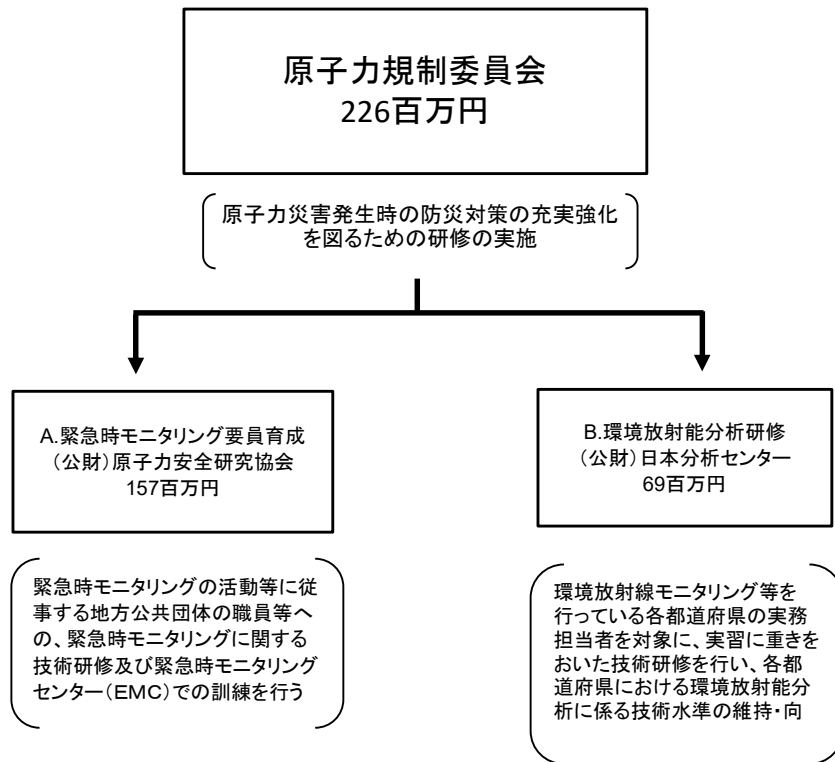 原子力規制委員会
226百万円
原子力災害発生時の防災対策の充実強化
を図るための研修の実施
A.緊急時モニタリング要員育成
（公財）原子力安全研究協会
157百万円
B.環境放射能分析研修
（公財）日本分析センター
69百万円
緊急時モニタリングの活動等に従
事する地方公共団体の職員等へ
の、緊急時モニタリングに関する
技術研修及び緊急時モニタリング
センター（EMC）での訓練を行う
環境放射線モニタリング等を
行っている各都道府県の実務
担当者を対象に、実習に重きを
おいた技術研修を行い、各都
道府県における環境放射能分
析に係る技術水準の維持・向